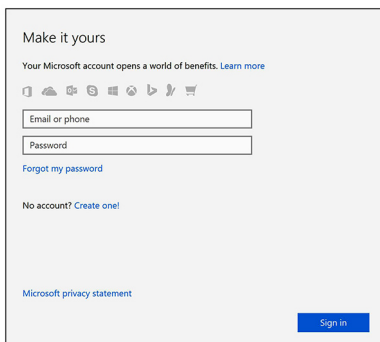 Make it yours
Your Microsoft account opens a world of benefits. Learn more
Email or phone
Password
Forgot my password
No account? Create one!
Microsoft privacy statement
Sign in